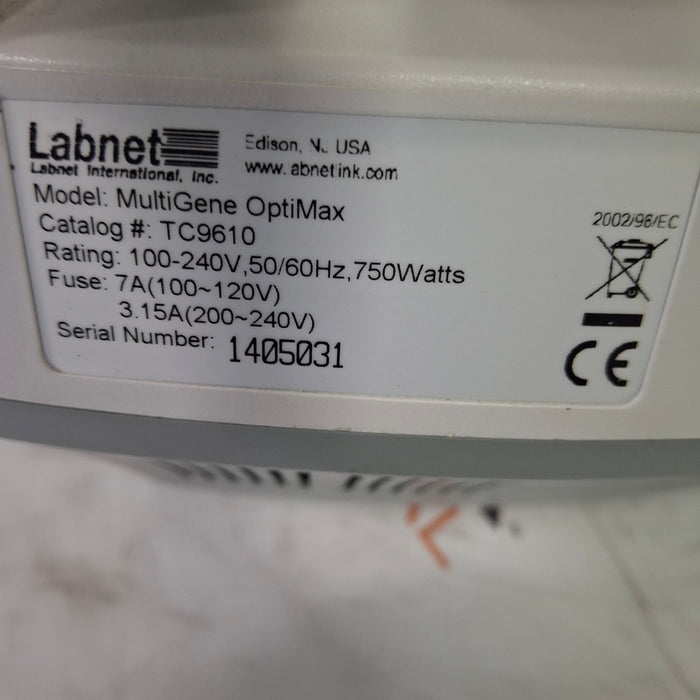 Labnet
Labnet International, Inc.
Edison, NJ USA
www.labnetlink.com
Model: MultiGene OptiMax
Catalog #: TC9610
Rating: 100-240V,50/60Hz,750Watts
Fuse: 7A(100~120V)
3.15A(200~240V)
Serial Number: 1405031
2002/96/EC
CE